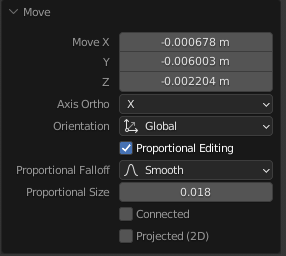 Move
Move X -0.000678 m
Y -0.006003 m
Z -0.002204 m
Axis Ortho X
Orientation Global
Proportional Editing
Proportional Falloff Smooth
Proportional Size 0.018
Connected
Projected (2D)